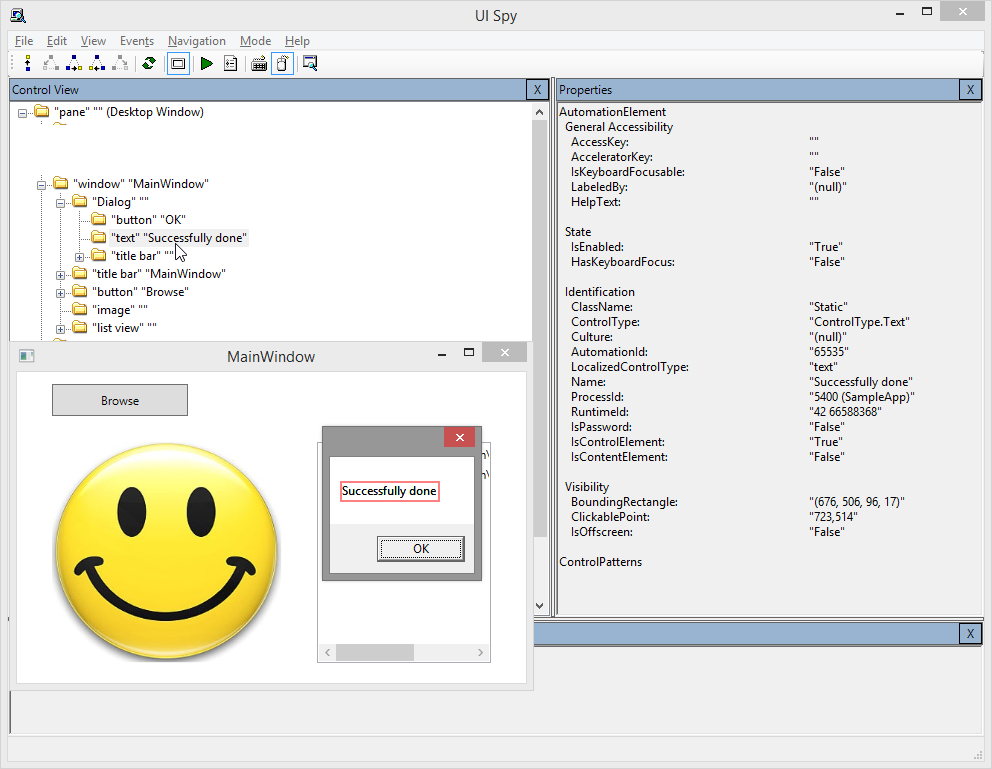 UI Spy
File Edit View Events Navigation Mode Help
Control View X
"pane" "" (Desktop Window)
"window" "MainWindow"
"Dialog" ""
"button" "OK"
"text" "Successfully done"
"title bar" ""
"title bar" "MainWindow"
"button" "Browse"
"image" ""
"list view" ""
MainWindow
Browse
Successfully done
OK
Properties X
AutomationElement
General Accessibility
AccessKey: ""
AcceleratorKey: ""
IsKeyboardFocusable: "False"
LabeledBy: "(null)"
HelpText: ""
State
IsEnabled: "True"
HasKeyboardFocus: "False"
Identification
ClassName: "Static"
ControlType: "ControlType.Text"
Culture: "(null)"
AutomationId: "65535"
LocalizedControlType: "text"
Name: "Successfully done"
ProcessId: "5400 (SampleApp)"
RuntimeId: "42 66588368"
IsPassword: "False"
IsControlElement: "True"
IsContentElement: "False"
Visibility
BoundingRectangle: "(676, 506, 96, 17)"
ClickablePoint: "723,514"
IsOffscreen: "False"
ControlPatterns
X